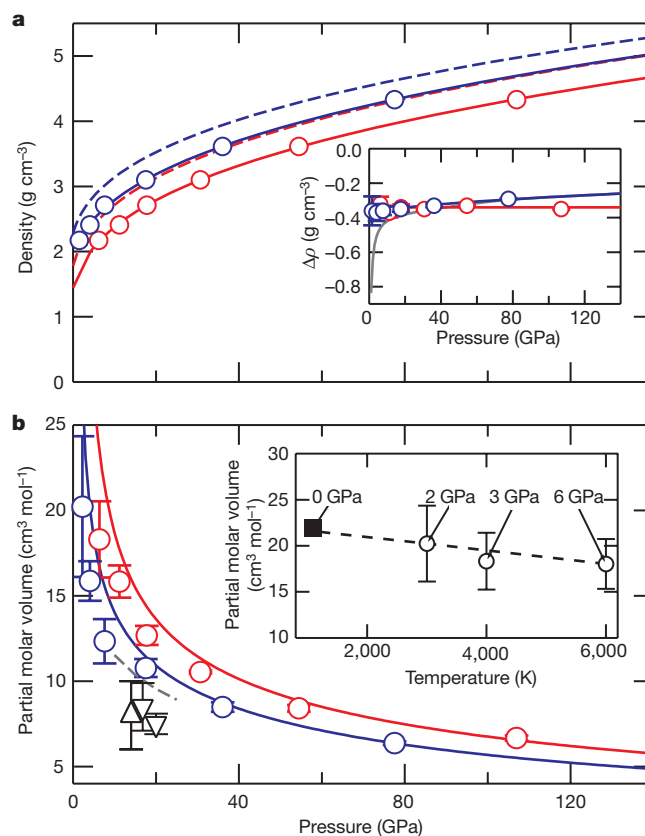 a
5
4
3
2
1
0
Density (g cm⁻³)
0.0
−0.2
−0.4
−0.6
−0.8
Δρ (g cm⁻³)
0 40 80 120
Pressure (GPa)
b
25
20
15
10
5
Partial molar volume (cm³ mol⁻¹)
30
25
20
15
10
Partial molar volume
(cm³ mol⁻¹)
0 GPa 2 GPa 3 GPa 6 GPa
2,000 4,000 6,000
Temperature (K)
0 40 80 120
Pressure (GPa)